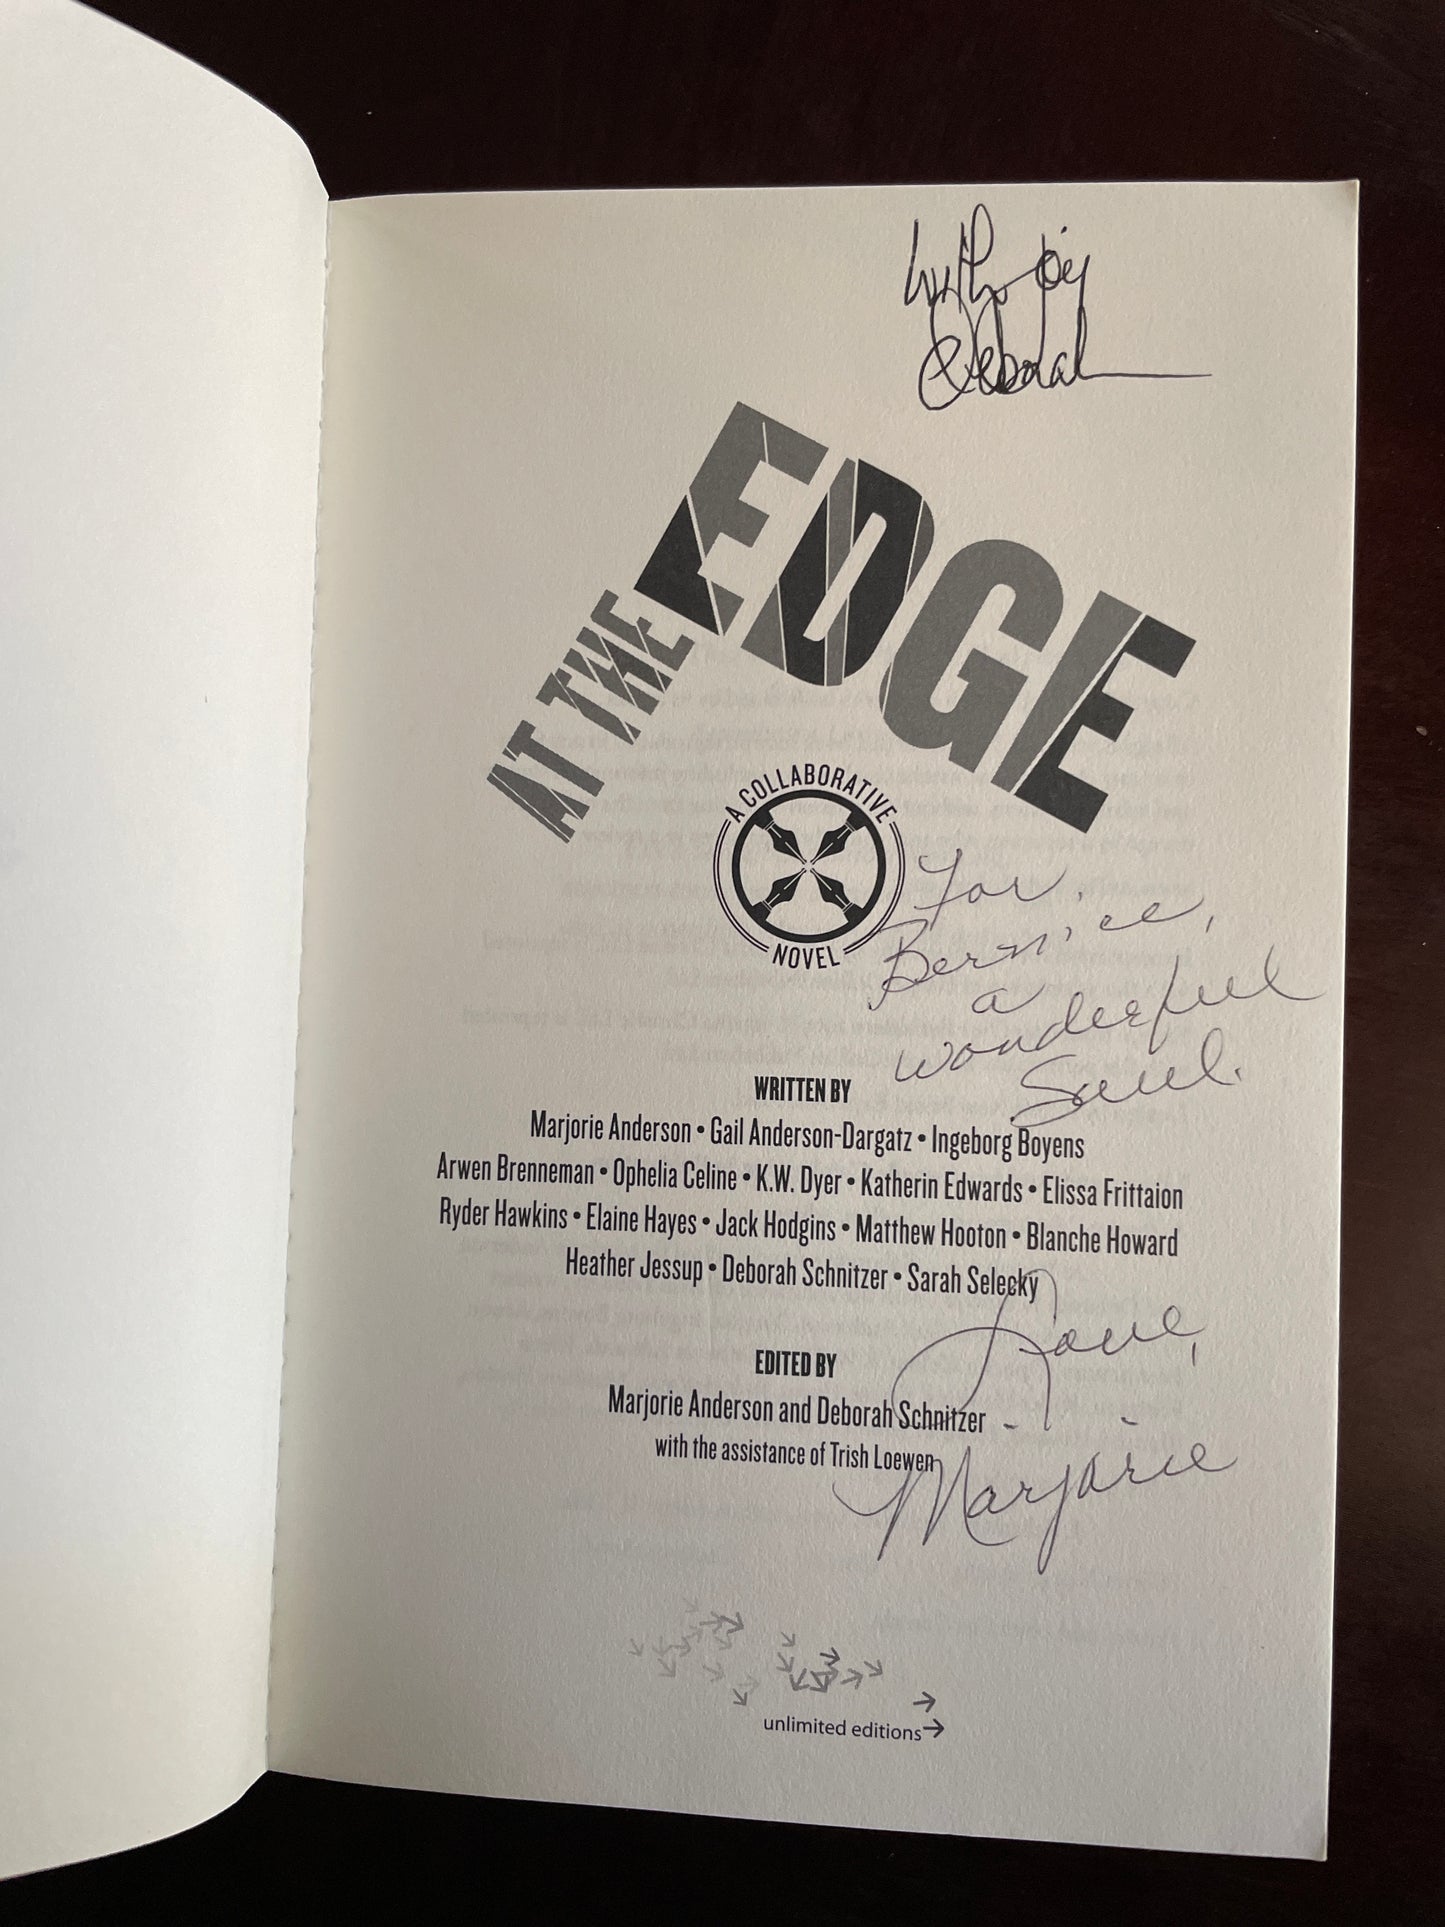 With joy
Deborah
AT THE EDGE
A COLLABORATIVE
NOVEL
For,
Bernice,
a
wonderful
Soul.
WRITTEN BY
Marjorie Anderson • Gail Anderson-Dargatz • Ingeborg Boyens
Arwen Brenneman • Ophelia Celine • K.W. Dyer • Katherin Edwards • Elissa Frittaion
Ryder Hawkins • Elaine Hayes • Jack Hodgins • Matthew Hooton • Blanche Howard
Heather Jessup • Deborah Schnitzer • Sarah Selecky
Love,
EDITED BY
Marjorie Anderson and Deborah Schnitzer
with the assistance of Trish Loewen
Marjorie
unlimited editions